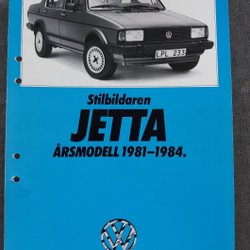 LPL 233
Stilbildaren
JETTA
ÅRSMODELL 1981-1984.